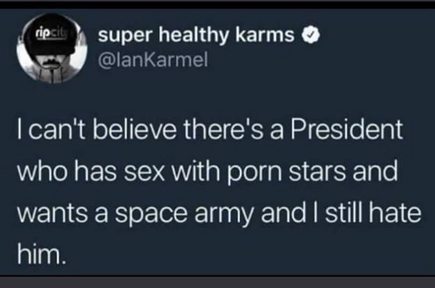 ripcity
super healthy karms
@IanKarmel
I can't believe there's a President
who has sex with porn stars and
wants a space army and I still hate
him.